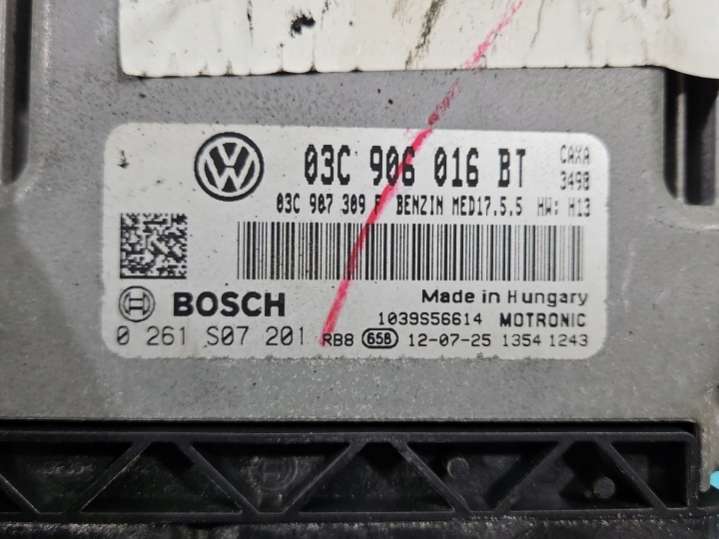 03C 906 016 BT
CAXA
3498
03C 907 309 BENZIN MED17.5.5 HW: H13
BOSCH
Made in Hungary
1039S56614 MOTRONIC
0 261 S07 201 RB8 658 12-07-25 1354 1243